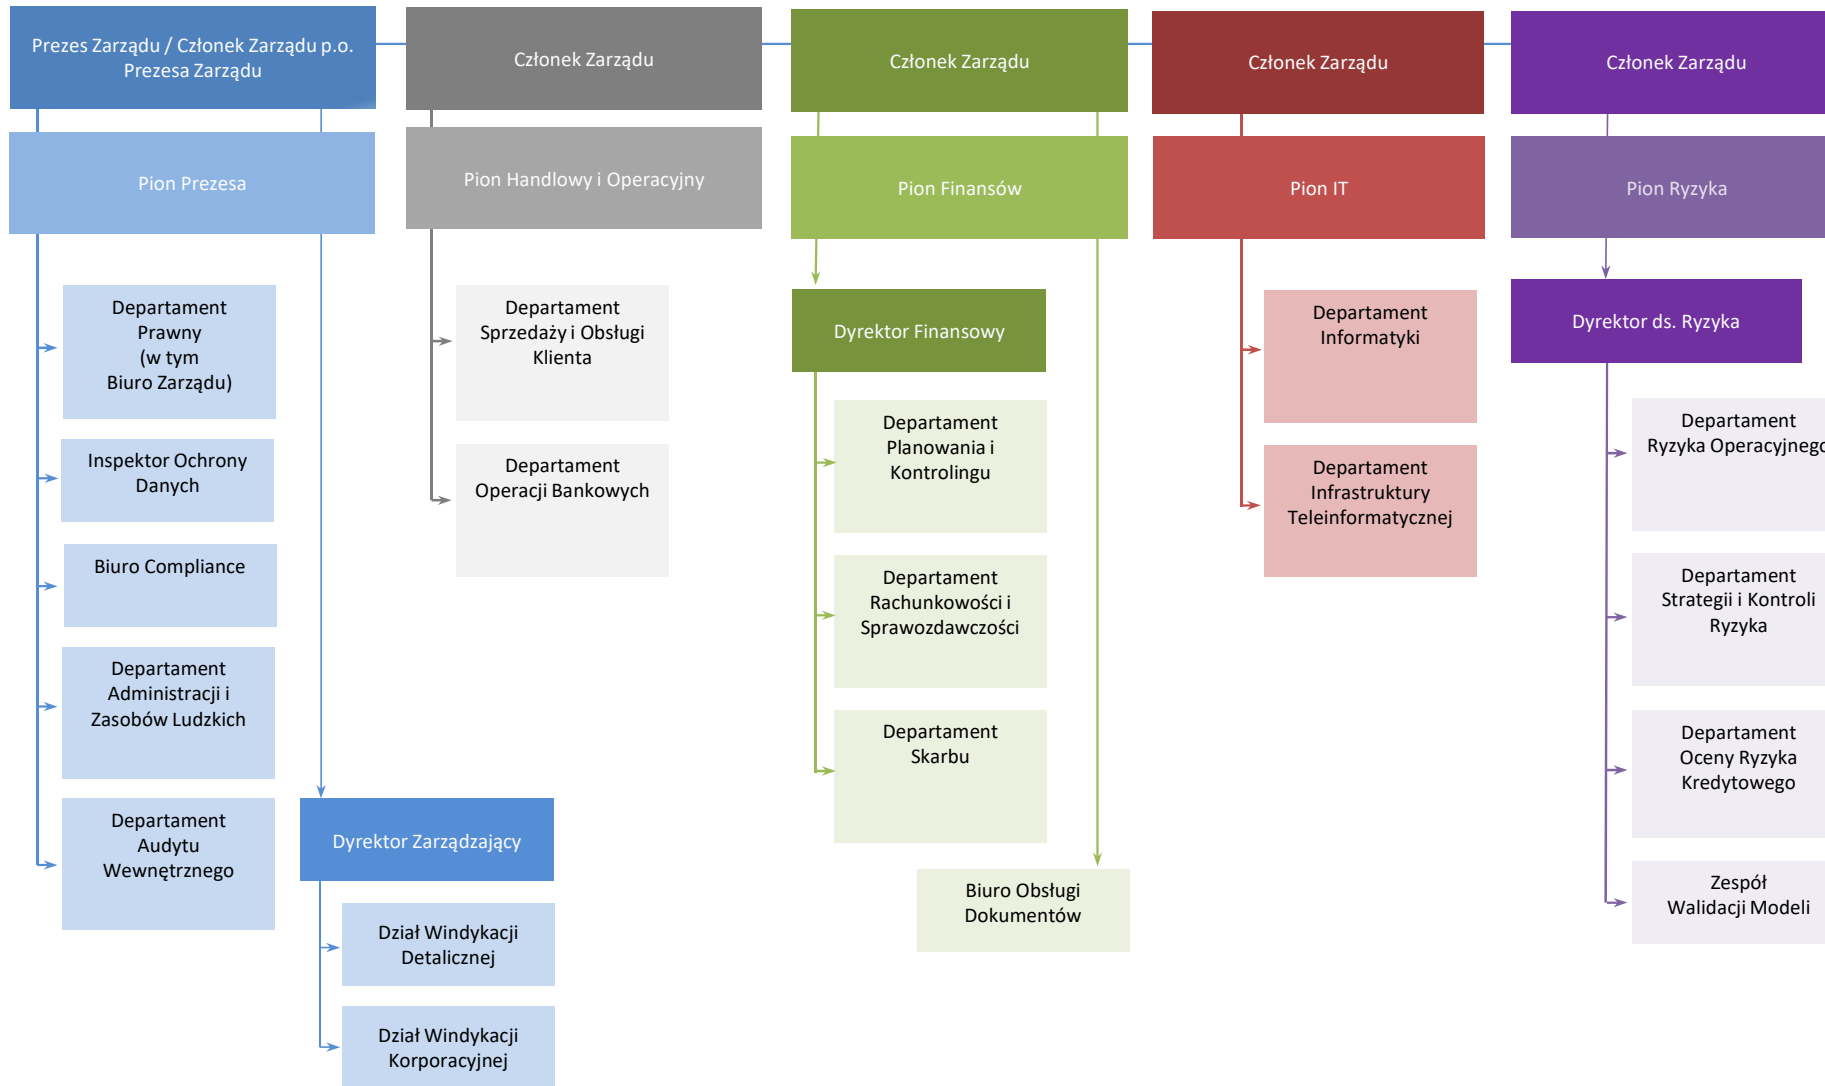 Prezes Zarządu / Członek Zarządu p.o.
Prezesa Zarządu
Członek Zarządu
Członek Zarządu
Członek Zarządu
Członek Zarządu
Pion Prezesa
Pion Handlowy i Operacyjny
Pion Finansów
Pion IT
Pion Ryzyka
Departament
Prawny
(w tym
Biuro Zarządu)
Inspektor Ochrony
Danych
Biuro Compliance
Departament
Administracji i
Zasobów Ludzkich
Departament
Audytu
Wewnętrznego
Dyrektor Zarządzający
Dział Windykacji
Detalicznej
Dział Windykacji
Korporacyjnej
Departament
Sprzedaży i Obsługi
Klienta
Departament
Operacji Bankowych
Dyrektor Finansowy
Departament
Planowania i
Kontrolingu
Departament
Rachunkowości i
Sprawozdawczości
Departament
Skarbu
Biuro Obsługi
Dokumentów
Departament
Informatyki
Departament
Infrastruktury
Teleinformatycznej
Dyrektor ds. Ryzyka
Departament
Ryzyka Operacyjnego
Departament
Strategii i Kontroli
Ryzyka
Departament
Oceny Ryzyka
Kredytowego
Zespół
Walidacji Modeli